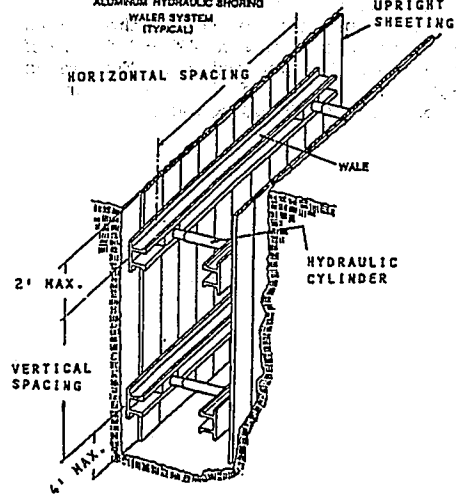 ALUMINUM HYDRAULIC SHORING
WALER SYSTEM
(TYPICAL)
UPRIGHT
SHEETING
HORIZONTAL SPACING
WALE
HYDRAULIC
CYLINDER
2' MAX.
VERTICAL
SPACING
4' MAX.